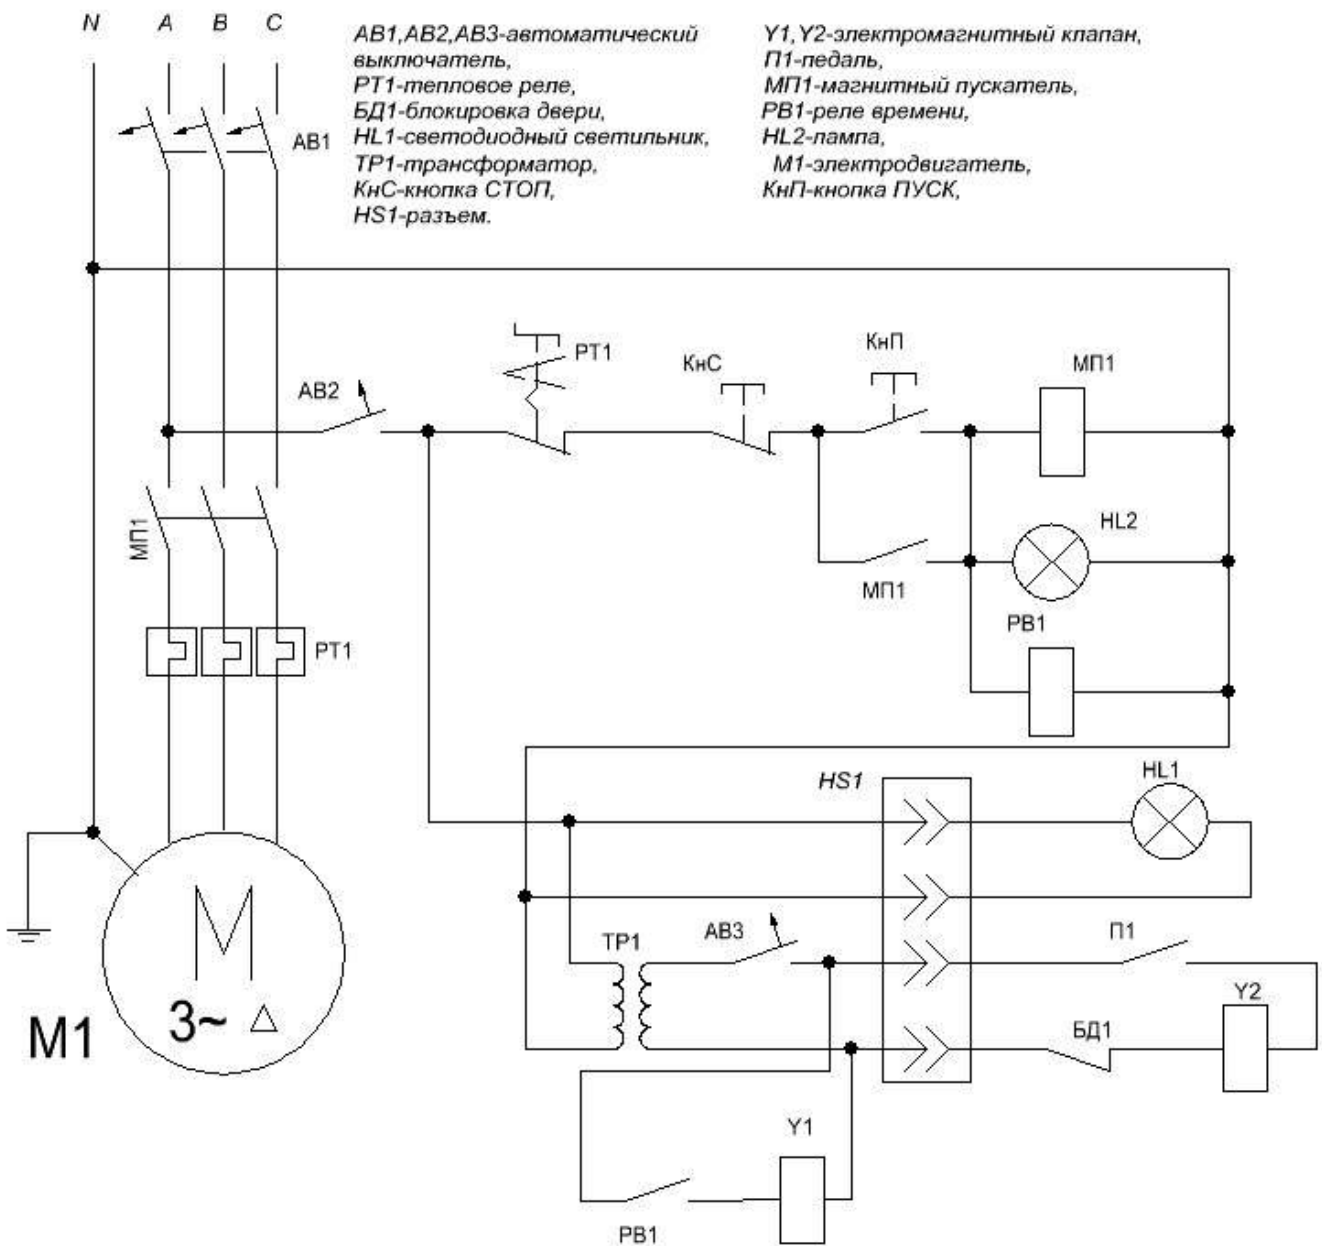 N A B C
АВ1,АВ2,АВ3-автоматический
выключатель,
РТ1-тепловое реле,
БД1-блокировка двери,
HL1-светодиодный светильник,
ТР1-трансформатор,
КнС-кнопка СТОП,
HS1-разъем.
Y1,Y2-электромагнитный клапан,
П1-педаль,
МП1-магнитный пускатель,
РВ1-реле времени,
HL2-лампа,
М1-электродвигатель,
КнП-кнопка ПУСК,
АВ1
РТ1
КнС
КнП
МП1
АВ2
МП1
HL2
МП1
РВ1
РТ1
HS1
HL1
ТР1
АВ3
П1
Y2
БД1
М
3~ △
М1
Y1
РВ1